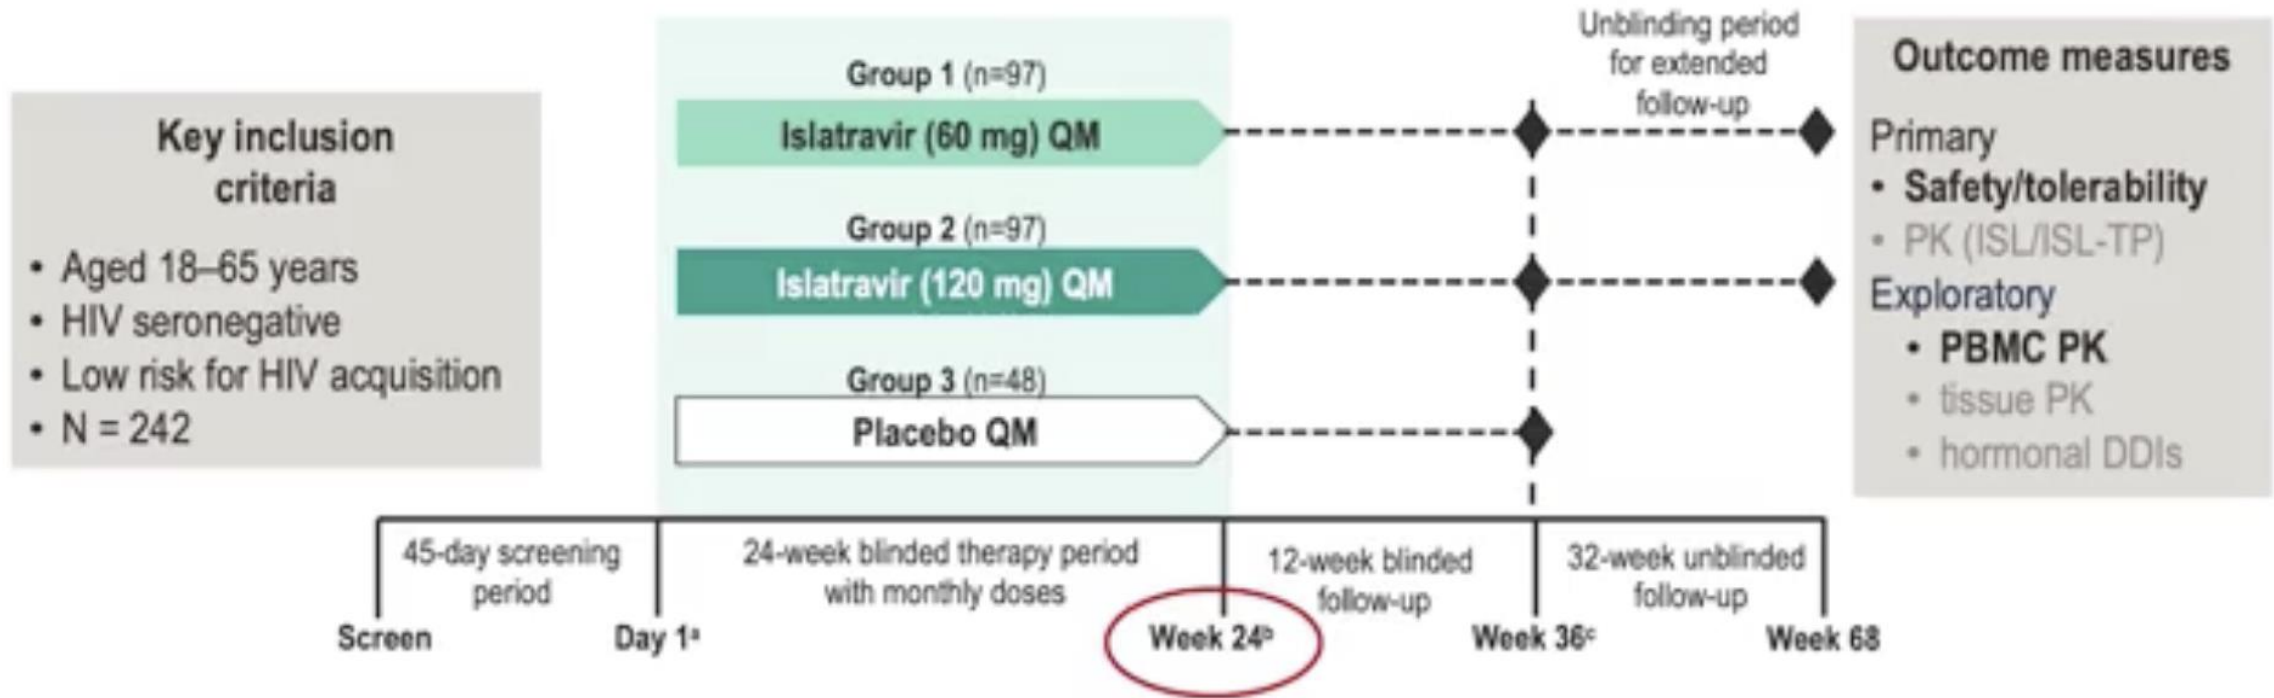 Key inclusion
criteria
• Aged 18–65 years
• HIV seronegative
• Low risk for HIV acquisition
• N = 242
Group 1 (n=97)
Islatravir (60 mg) QM
Group 2 (n=97)
Islatravir (120 mg) QM
Group 3 (n=48)
Placebo QM
Unblinding period
for extended
follow-up
Outcome measures
Primary
• Safety/tolerability
• PK (ISL/ISL-TP)
Exploratory
• PBMC PK
• tissue PK
• hormonal DDIs
45-day screening
period
24-week blinded therapy period
with monthly doses
12-week blinded
follow-up
32-week unblinded
follow-up
Screen
Day 1ᵃ
Week 24ᵇ
Week 36ᶜ
Week 68